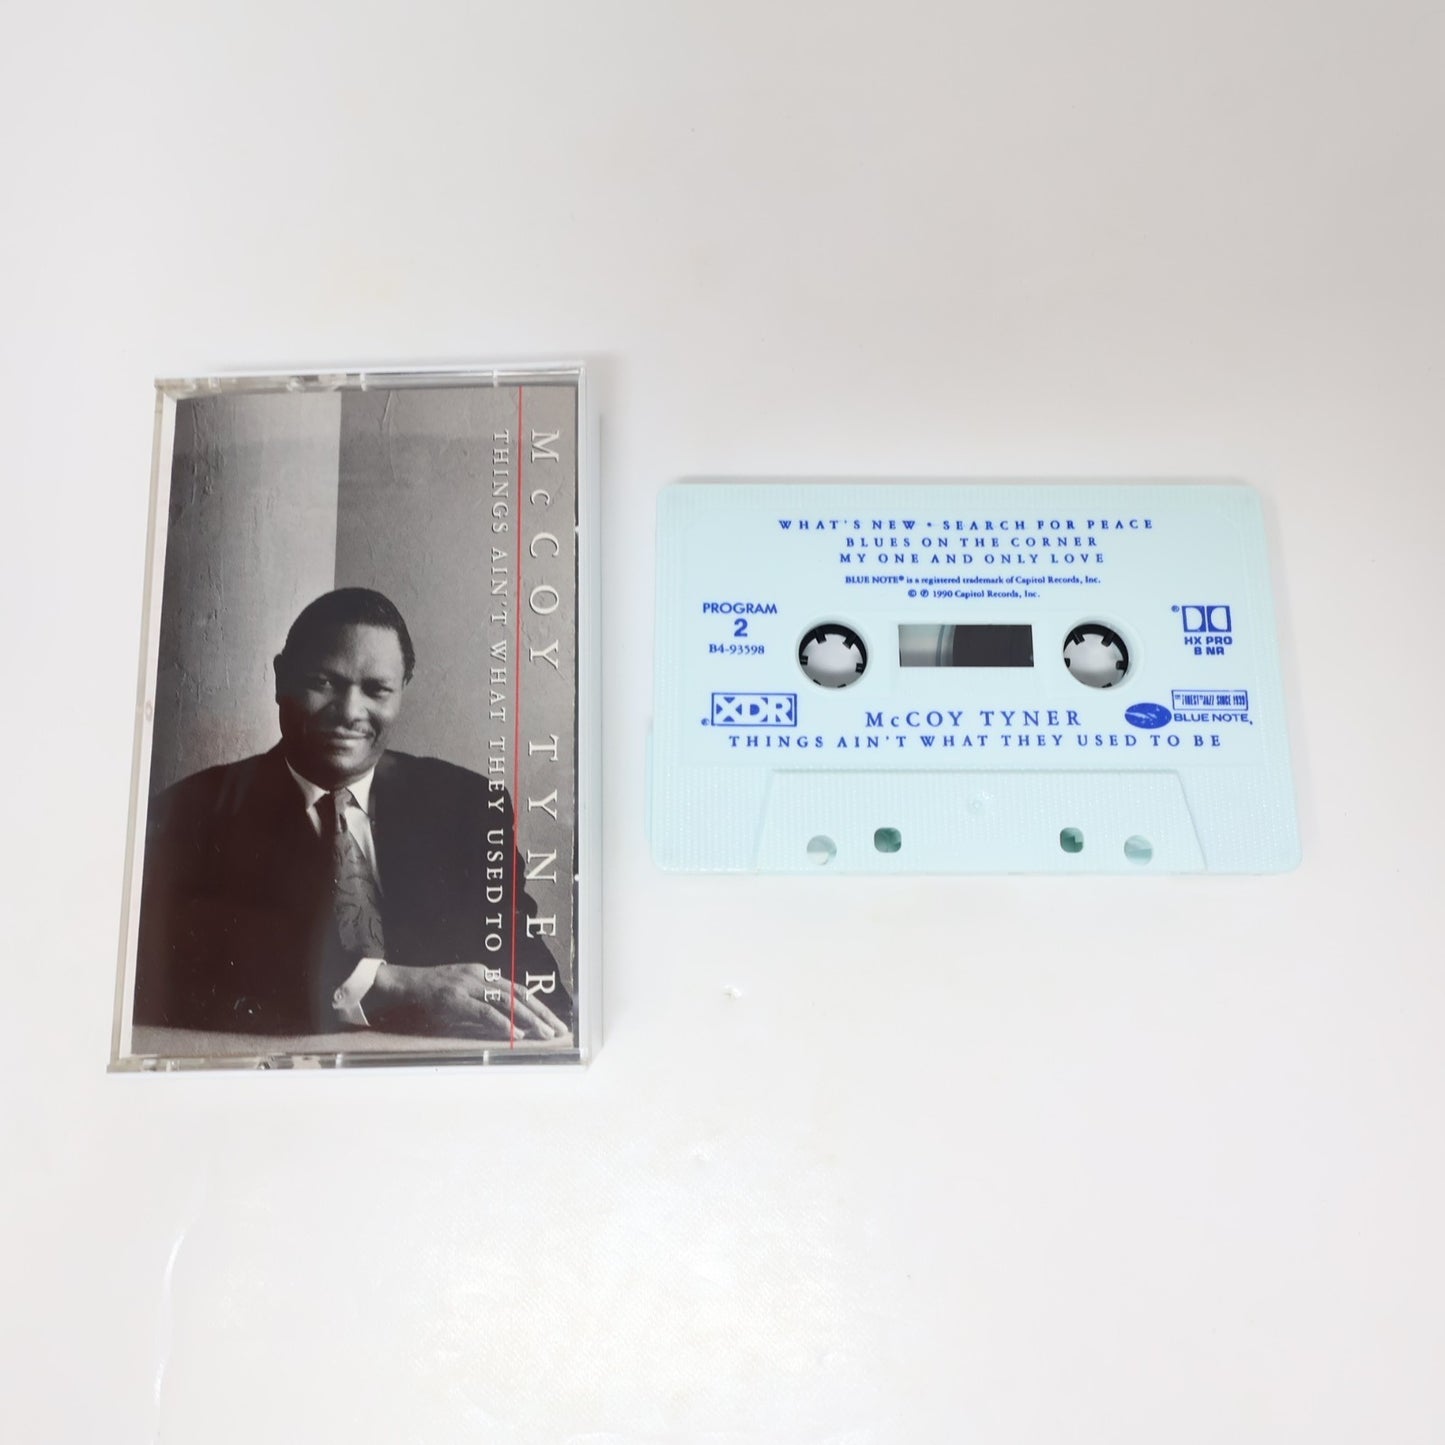 McCOY TYNER
THINGS AIN'T WHAT THEY USED TO BE
WHAT'S NEW • SEARCH FOR PEACE
BLUES ON THE CORNER
MY ONE AND ONLY LOVE
BLUE NOTE® is a registered trademark of Capitol Records, Inc.
© ℗ 1990 Capitol Records, Inc.
PROGRAM
2
B4-93598
®
HX PRO
B NR
XDR
®
THE FINEST IN JAZZ SINCE 1939
BLUE NOTE
McCOY TYNER
THINGS AIN'T WHAT THEY USED TO BE